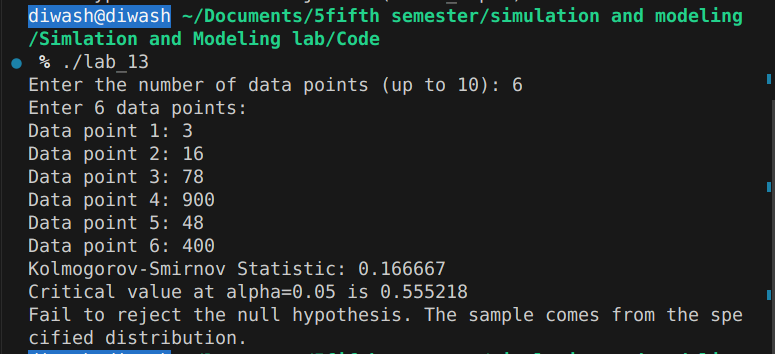 diwash@diwash ~/Documents/5fifth semester/simulation and modeling
/Simlation and Modeling lab/Code
% ./lab_13
Enter the number of data points (up to 10): 6
Enter 6 data points:
Data point 1: 3
Data point 2: 16
Data point 3: 78
Data point 4: 900
Data point 5: 48
Data point 6: 400
Kolmogorov-Smirnov Statistic: 0.166667
Critical value at alpha=0.05 is 0.555218
Fail to reject the null hypothesis. The sample comes from the spe
cified distribution.